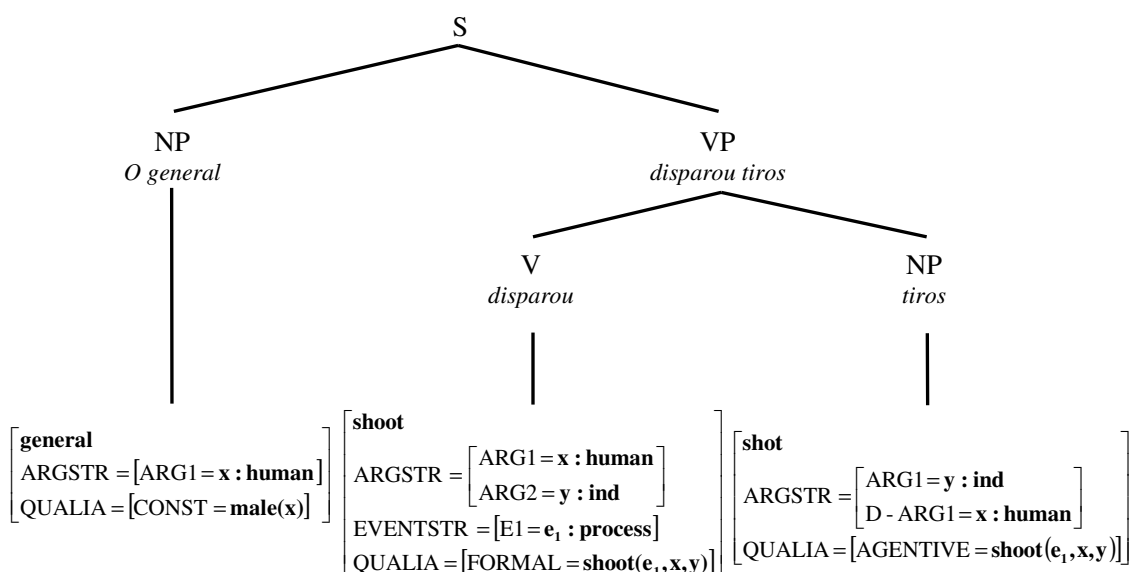 S
NP
O general
VP
disparou tiros
V
disparou
NP
tiros
general
ARGSTR = [ARG1 = x : human]
QUALIA = [CONST = male(x)]
shoot
ARGSTR = [ARG1 = x : human
ARG2 = y : ind]
EVENTSTR = [E1 = e₁ : process]
QUALIA = [FORMAL = shoot(e₁,x,y)]
shot
ARGSTR = [ARG1 = y : ind
D - ARG1 = x : human]
QUALIA = [AGENTIVE = shoot(e₁,x,y)]